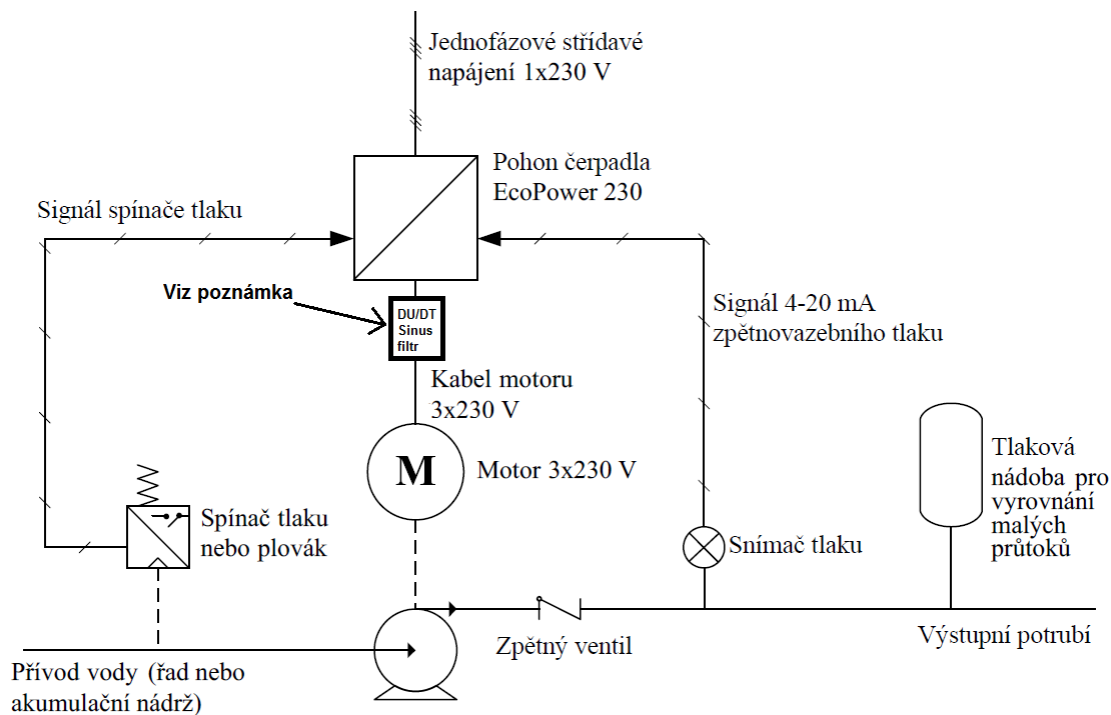 Jednofázové střídavé
napájení 1x230 V
Pohon čerpadla
EcoPower 230
Signál spínače tlaku
Viz poznámka
DU/DT
Sinus
filtr
Signál 4-20 mA
zpětnovazebního tlaku
Kabel motoru
3x230 V
M
Motor 3x230 V
Tlaková
nádoba pro
vyrovnání
malých
průtoků
Spínač tlaku
nebo plovák
Snímač tlaku
Zpětný ventil
Výstupní potrubí
Přívod vody (řad nebo
akumulační nádrž)